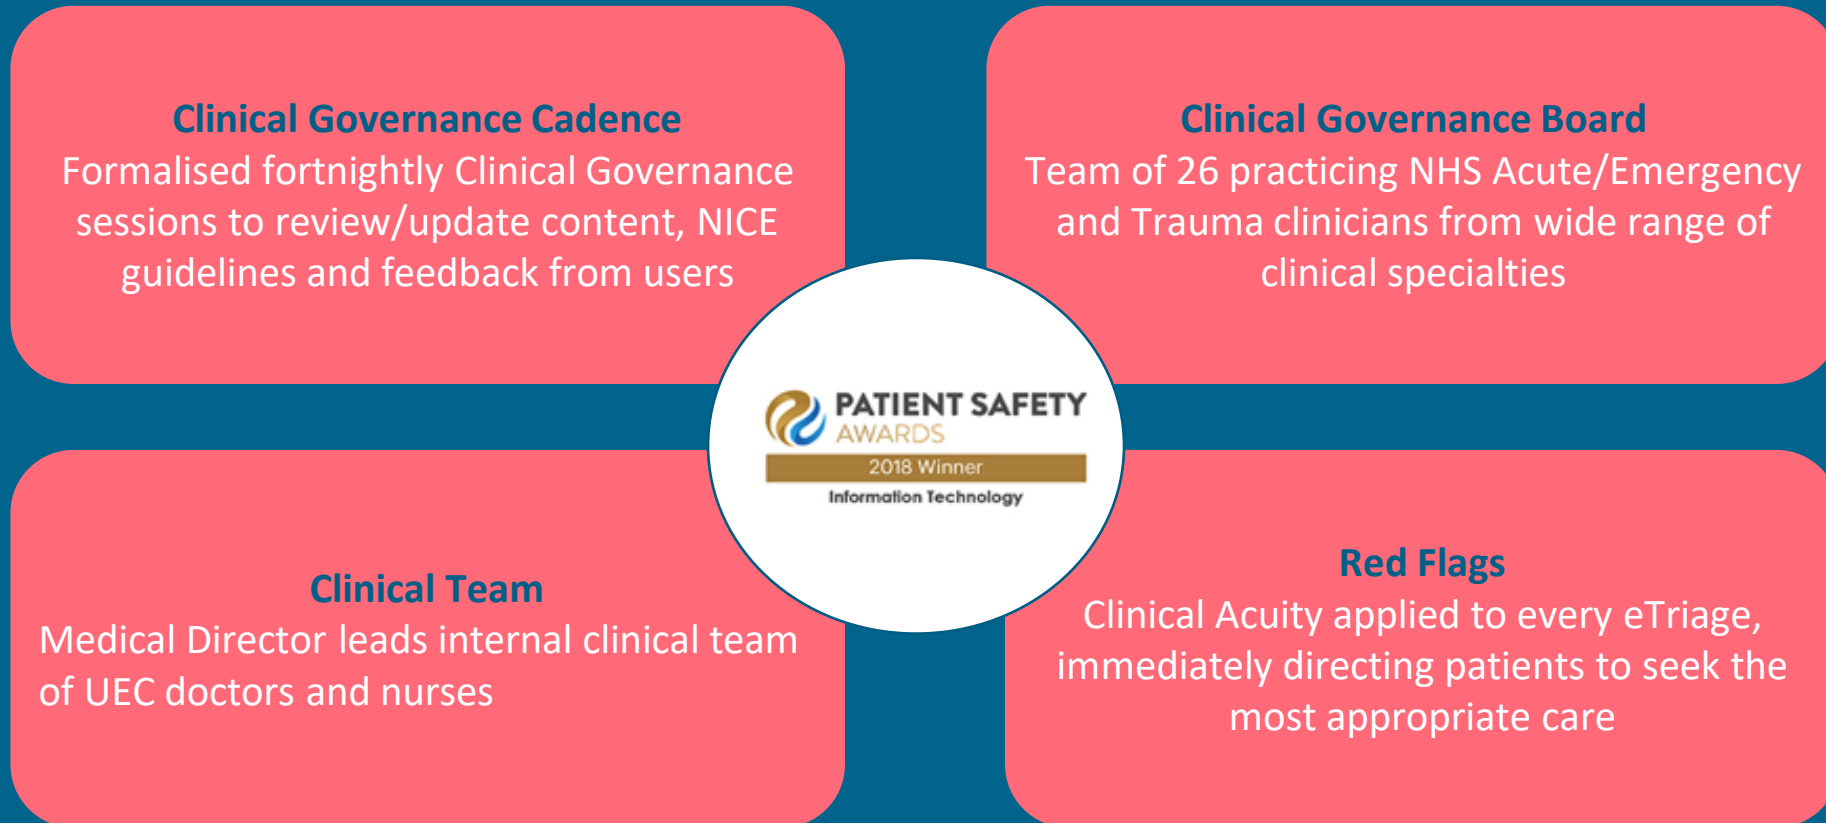 Clinical Governance Cadence
Formalised fortnightly Clinical Governance
sessions to review/update content, NICE
guidelines and feedback from users
Clinical Governance Board
Team of 26 practicing NHS Acute/Emergency
and Trauma clinicians from wide range of
clinical specialties
PATIENT SAFETY
AWARDS
2018 Winner
Information Technology
Clinical Team
Medical Director leads internal clinical team
of UEC doctors and nurses
Red Flags
Clinical Acuity applied to every eTriage,
immediately directing patients to seek the
most appropriate care